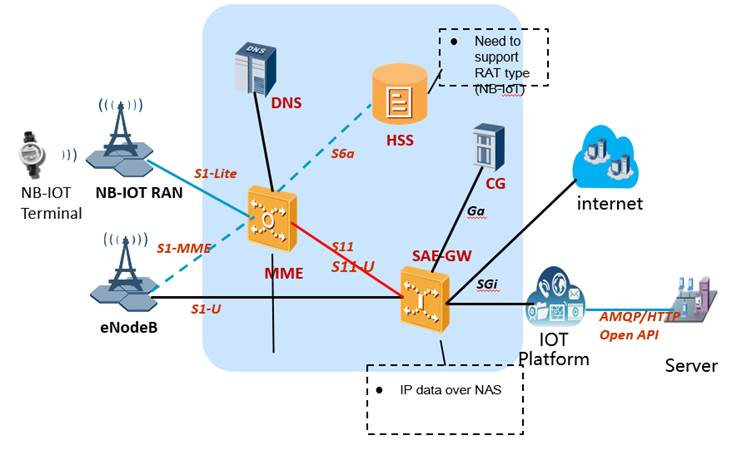 DNS
DNS
● Need to
support
RAT type
(NB-IoT)
HSS
NB-IOT RAN
NB-IOT
Terminal
S1-Lite
S6a
CG
internet
S1-MME
MME
S11
S11-U
Ga
SAE-GW
SGi
eNodeB
S1-U
IOT
Platform
AMQP/HTTP
Open API
Server
● IP data over NAS